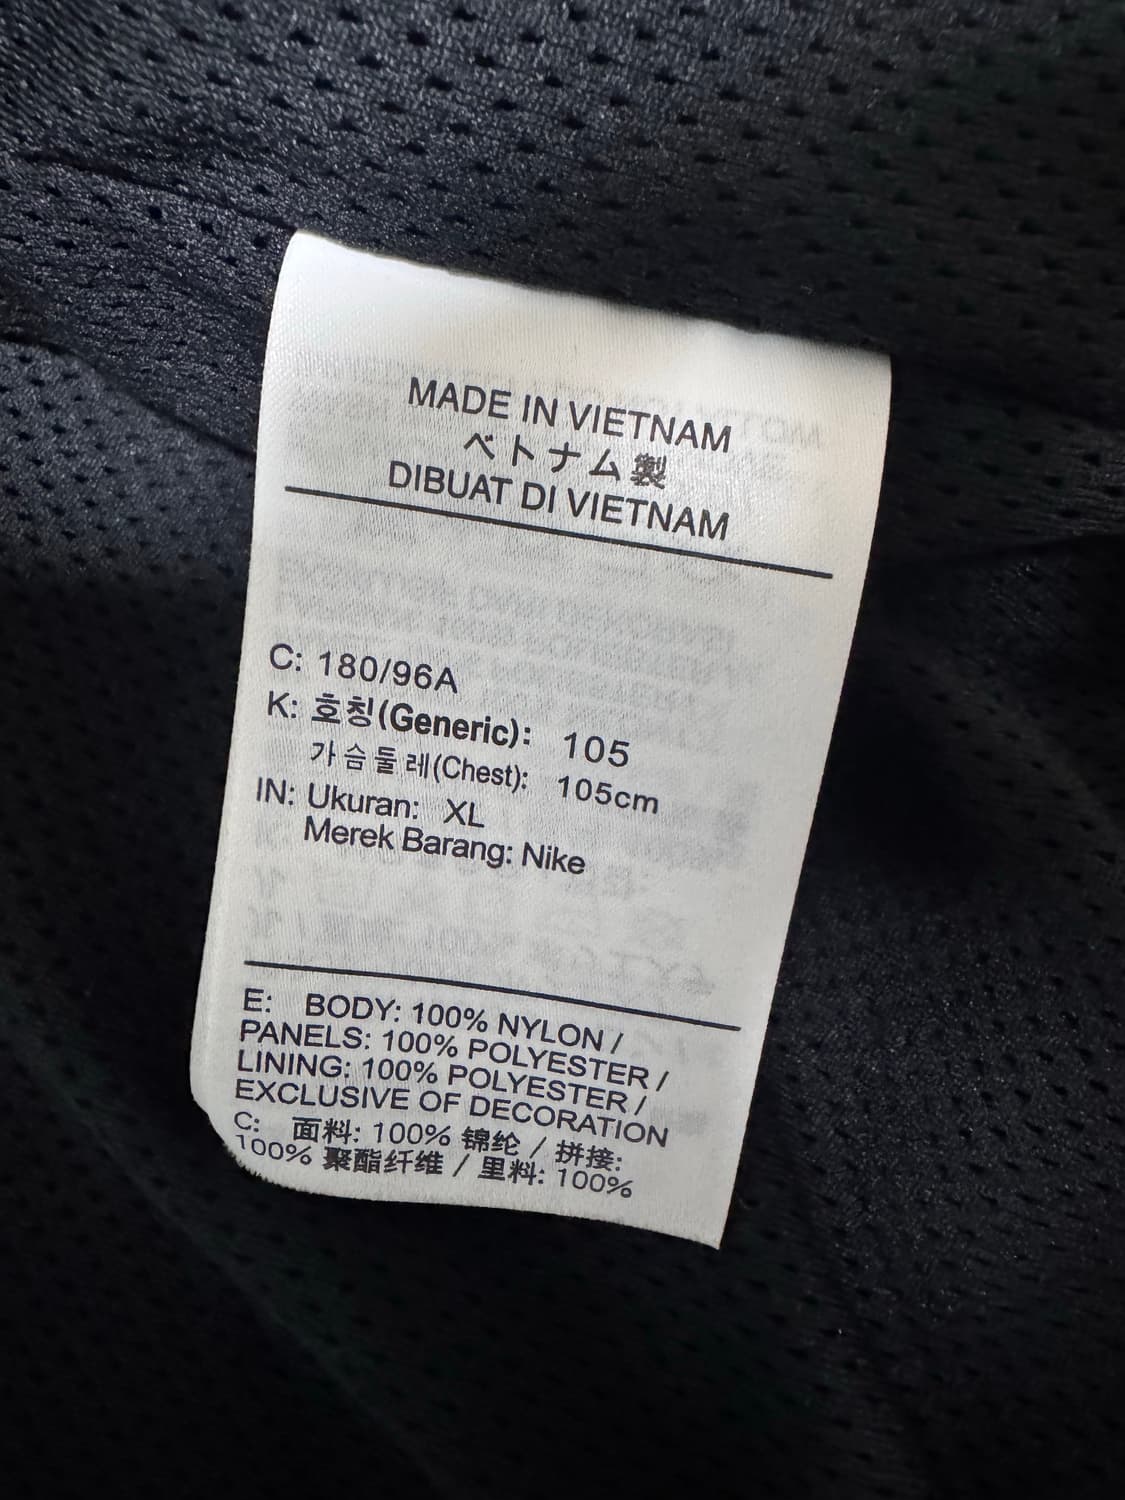 MADE IN VIETNAM
ベトナム製
DIBUAT DI VIETNAM
C: 180/96A
K: 호칭(Generic): 105
가슴둘레(Chest): 105cm
IN: Ukuran: XL
Merek Barang: Nike
E: BODY: 100% NYLON /
PANELS: 100% POLYESTER /
LINING: 100% POLYESTER /
EXCLUSIVE OF DECORATION
C: 面料: 100% 锦纶 / 拼接:
100% 聚酯纤维 / 里料: 100%